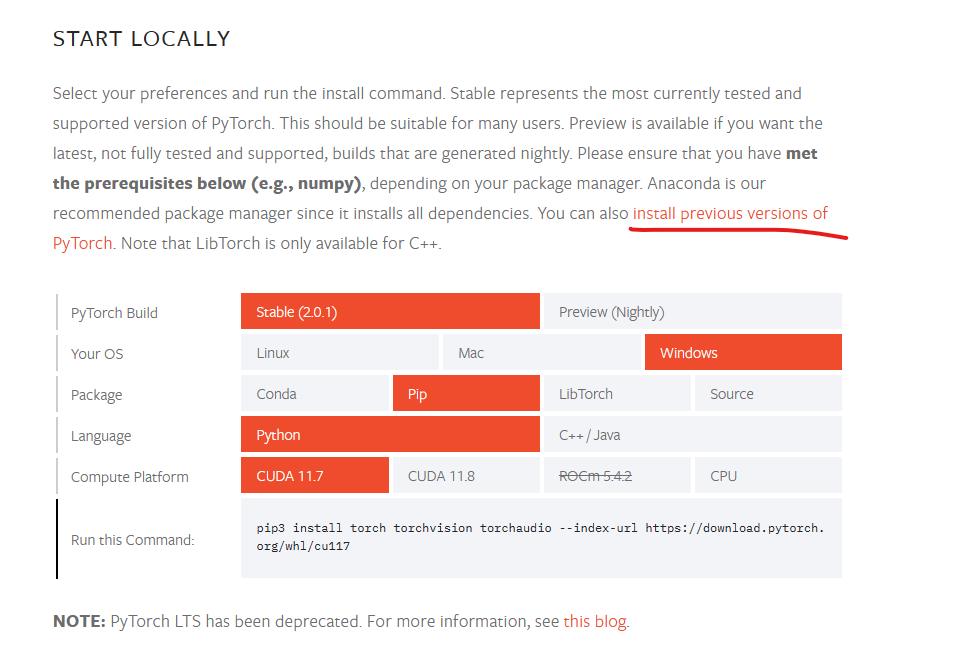 START LOCALLY
Select your preferences and run the install command. Stable represents the most currently tested and
supported version of PyTorch. This should be suitable for many users. Preview is available if you want the
latest, not fully tested and supported, builds that are generated nightly. Please ensure that you have met
the prerequisites below (e.g., numpy), depending on your package manager. Anaconda is our
recommended package manager since it installs all dependencies. You can also install previous versions of
PyTorch. Note that LibTorch is only available for C++.
PyTorch Build Stable (2.0.1) Preview (Nightly)
Your OS Linux Mac Windows
Package Conda Pip LibTorch Source
Language Python C++ / Java
Compute Platform CUDA 11.7 CUDA 11.8 ROCm 5.4.2 CPU
Run this Command: pip3 install torch torchvision torchaudio --index-url https://download.pytorch.
org/whl/cu117
NOTE: PyTorch LTS has been deprecated. For more information, see this blog.